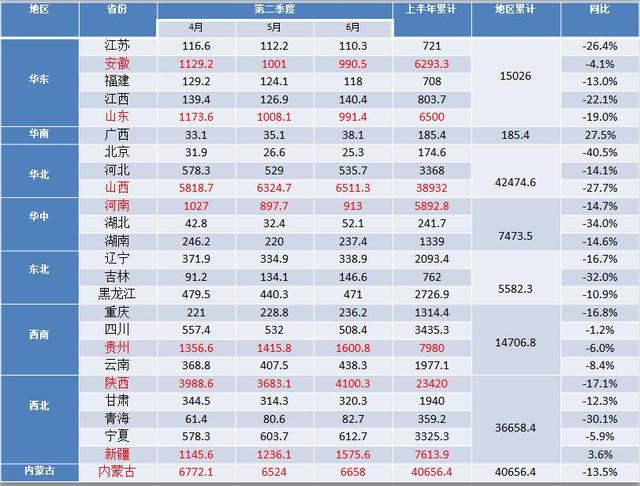 地区 省份 第二季度 上半年累计 地区累计 同比
4月 5月 6月
华东 江苏 116.6 112.2 110.3 721 15026 -26.4%
安徽 1129.2 1001 990.5 6293.3 -4.1%
福建 129.2 124.1 118 708 -13.0%
江西 139.4 126.9 140.4 803.7 -22.1%
山东 1173.6 1008.1 991.4 6500 -19.0%
华南 广西 33.1 35.1 38.1 185.4 185.4 27.5%
华北 北京 31.9 26.6 25.3 174.6 42474.6 -40.5%
河北 578.3 529 535.7 3368 -14.1%
山西 5818.7 6324.7 6511.3 38932 -27.7%
华中 河南 1027 897.7 913 5892.8 7473.5 -14.7%
湖北 42.8 32.4 52.1 241.7 -34.0%
湖南 246.2 220 237.4 1339 -14.6%
东北 辽宁 371.9 334.9 338.9 2093.4 5582.3 -16.7%
吉林 91.2 134.1 146.6 762 -32.0%
黑龙江 479.5 440.3 471 2726.9 -10.9%
西南 重庆 221 228.8 236.2 1314.4 14706.8 -16.8%
四川 557.4 532 508.4 3435.3 -1.2%
贵州 1356.6 1415.8 1600.8 7980 -6.0%
云南 368.8 407.5 438.3 1977.1 -8.4%
西北 陕西 3988.6 3683.1 4100.3 23420 36658.4 -17.1%
甘肃 344.5 314.3 320.3 1940 -12.3%
青海 61.4 80.6 82.7 359.2 -30.1%
宁夏 578.3 603.7 612.7 3325.3 -5.9%
新疆 1145.6 1236.1 1575.6 7613.9 3.6%
内蒙古 内蒙古 6772.1 6524 6658 40656.4 40656.4 -13.5%